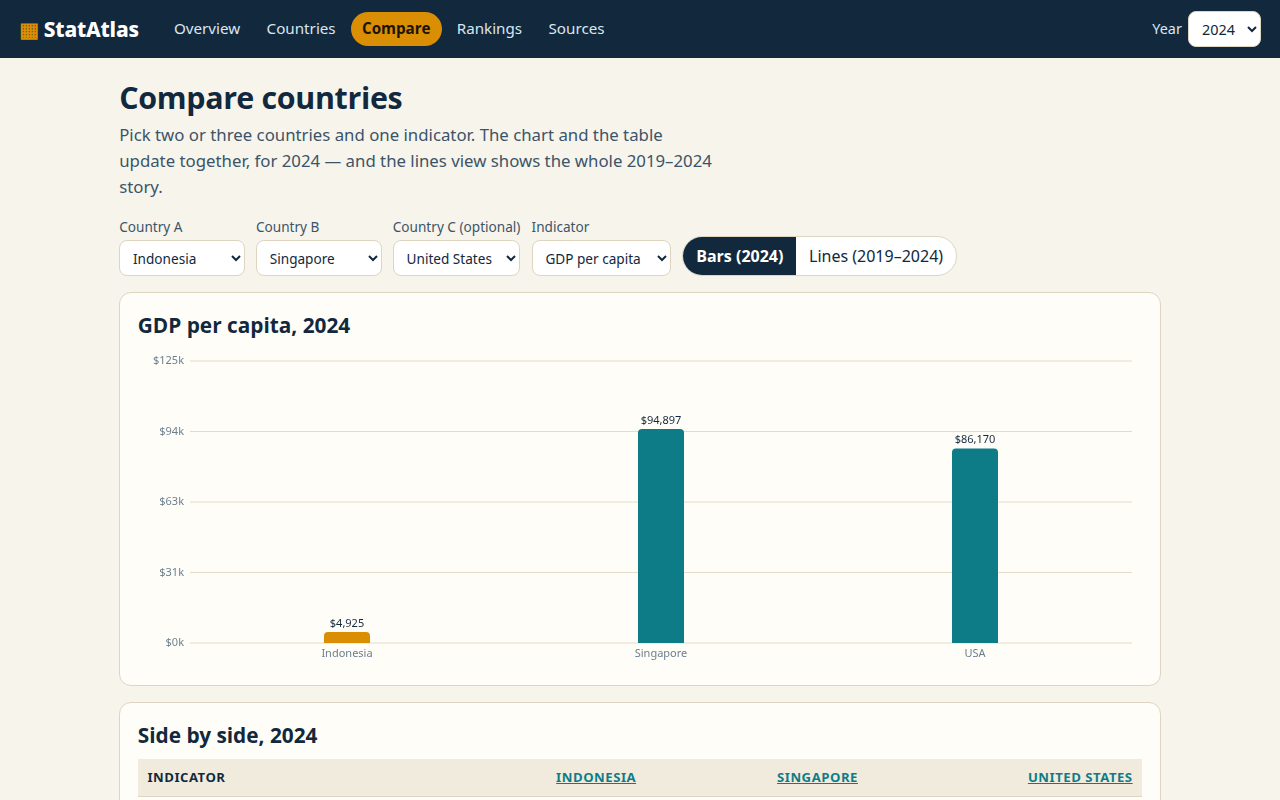 StatAtlas Overview Countries Compare Rankings Sources Year 2024
Compare countries
Pick two or three countries and one indicator. The chart and the table
update together, for 2024 — and the lines view shows the whole 2019–2024
story.
Country A Country B Country C (optional) Indicator
Indonesia Singapore United States GDP per capita Bars (2024) Lines (2019–2024)
GDP per capita, 2024
$125k
$94k
$63k
$31k
$0k
$4,925
$94,897
$86,170
Indonesia Singapore USA
Side by side, 2024
INDICATOR INDONESIA SINGAPORE UNITED STATES